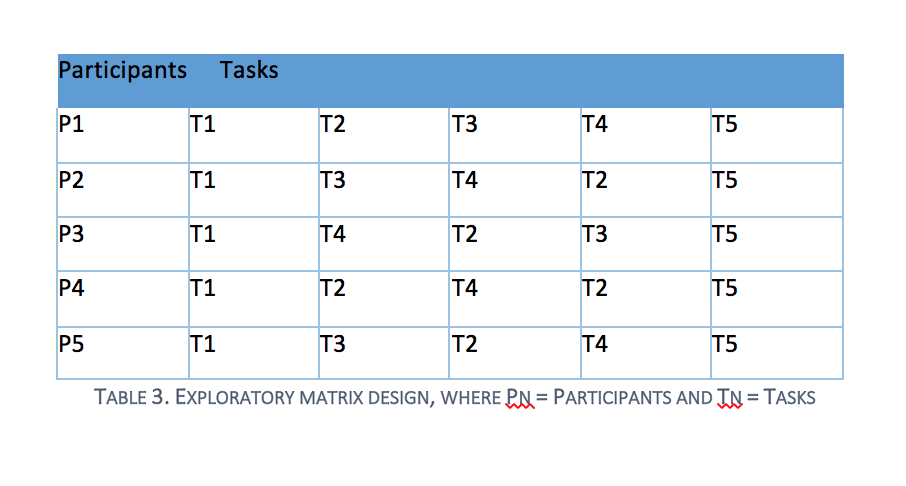 Participants Tasks
P1 T1 T2 T3 T4 T5
P2 T1 T3 T4 T2 T5
P3 T1 T4 T2 T3 T5
P4 T1 T2 T4 T2 T5
P5 T1 T3 T2 T4 T5
TABLE 3. EXPLORATORY MATRIX DESIGN, WHERE PN = PARTICIPANTS AND TN = TASKS